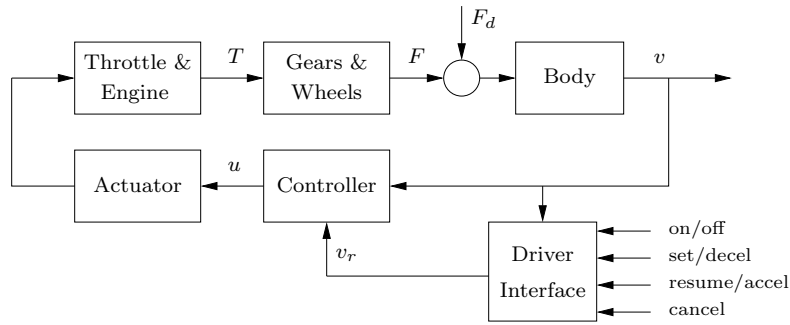 F_d
Throttle &
Engine
T
Gears &
Wheels
F
Body
v
Actuator
u
Controller
v_r
Driver
Interface
on/off
set/decel
resume/accel
cancel